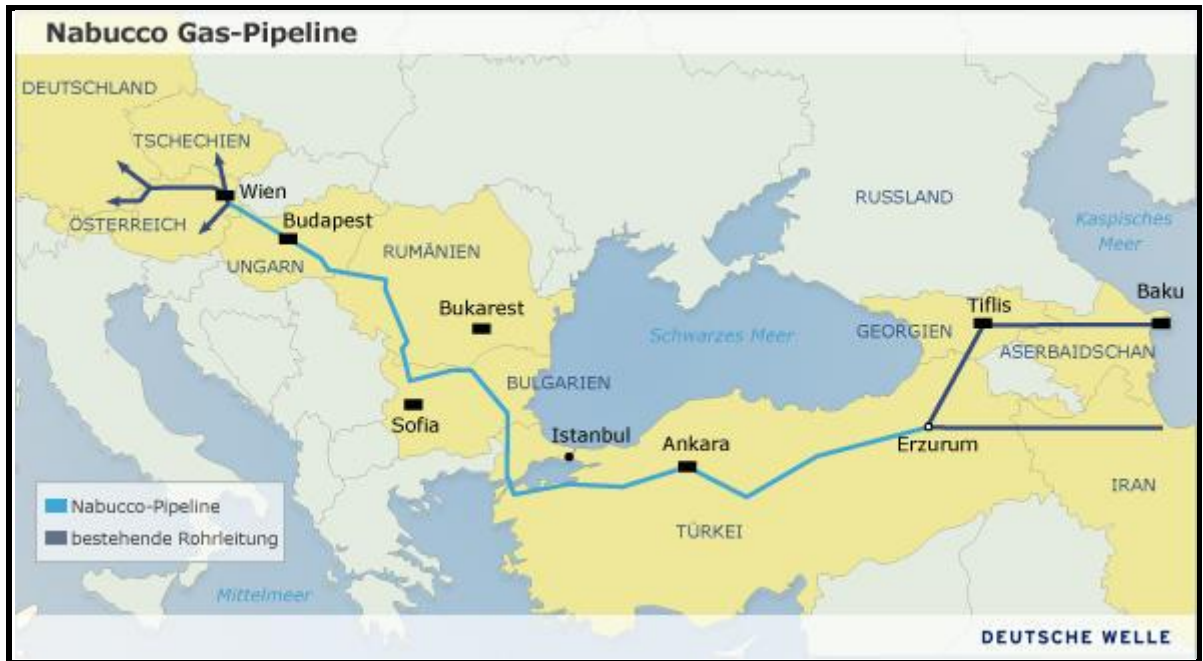 Nabucco Gas-Pipeline
DEUTSCHLAND
TSCHECHIEN
Wien
ÖSTERREICH
Budapest
UNGARN
RUMÄNIEN
Bukarest
BULGARIEN
Sofia
Istanbul
Ankara
TÜRKEI
Erzurum
Schwarzes Meer
RUSSLAND
Kaspisches
Meer
GEORGIEN
Tiflis
Baku
ASERBAIDSCHAN
IRAN
Nabucco-Pipeline
bestehende Rohrleitung
Mittelmeer
DEUTSCHE WELLE